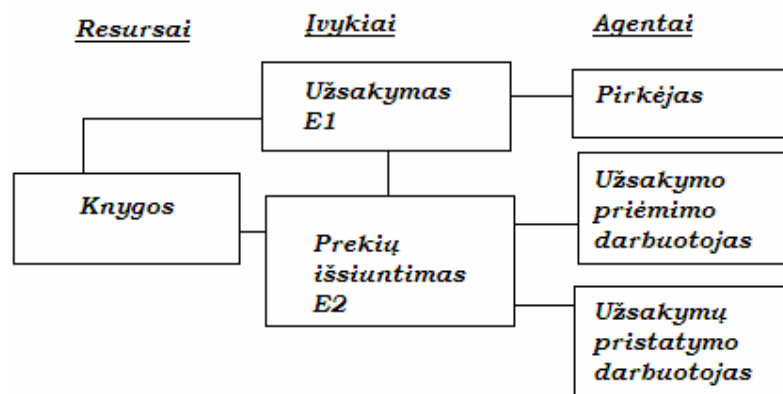 Resursai
Įvykiai
Agentai
Užsakymas
E1
Pirkėjas
Knygos
Prekių
išsiuntimas
E2
Užsakymo
priėmimo
darbuotojas
Užsakymų
pristatymo
darbuotojas